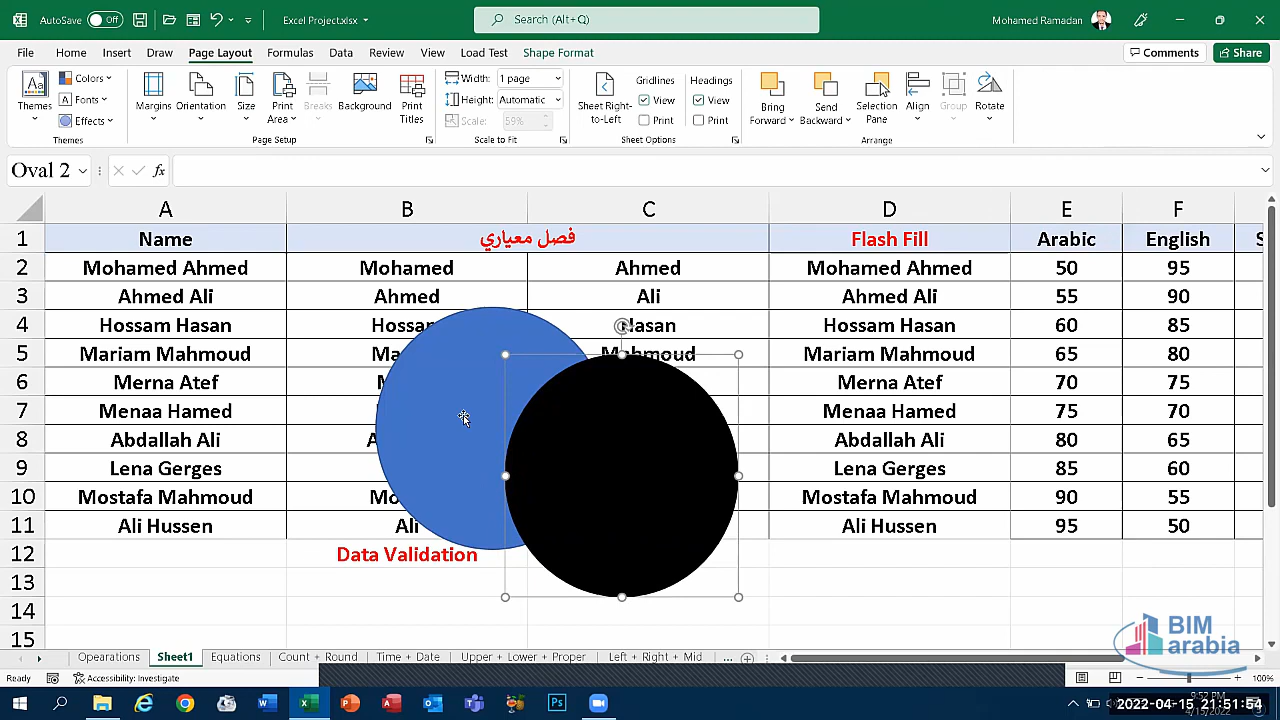 AutoSave Off Excel Project.xlsx Search (Alt+Q) Mohamed Ramadan
File Home Insert Draw Page Layout Formulas Data Review View Load Test Shape Format Comments Share
Themes Colors Fonts Effects Margins Orientation Size Print Area Breaks Background Print Titles Width: 1 page Height: Automatic Scale: 59% Sheet Right-to-Left Gridlines View Print Headings View Print Bring Forward Send Backward Selection Pane Align Group Rotate
Themes Page Setup Scale to Fit Sheet Options Arrange
Oval 2 fx
A B C D E F
1 Name فصل معياري Flash Fill Arabic English S
2 Mohamed Ahmed Mohamed Ahmed Mohamed Ahmed 50 95
3 Ahmed Ali Ahmed Ali Ahmed Ali 55 90
4 Hossam Hasan Hossam Hasan Hossam Hasan 60 85
5 Mariam Mahmoud Ma Mahmoud Mariam Mahmoud 65 80
6 Merna Atef Merna Atef 70 75
7 Menaa Hamed Menaa Hamed 75 70
8 Abdallah Ali A Abdallah Ali 80 65
9 Lena Gerges Lena Gerges 85 60
10 Mostafa Mahmoud Mo Mostafa Mahmoud 90 55
11 Ali Hussen Ali Ali Hussen 95 50
12 Data Validation
13
14
15
BIM
arabia
Opearations Sheet1 Equations Count + Round Time + Date Upper + Lower + Proper Left + Right + Mid ...
Ready Accessibility: Investigate 100%
2022-04-15 21:51:54